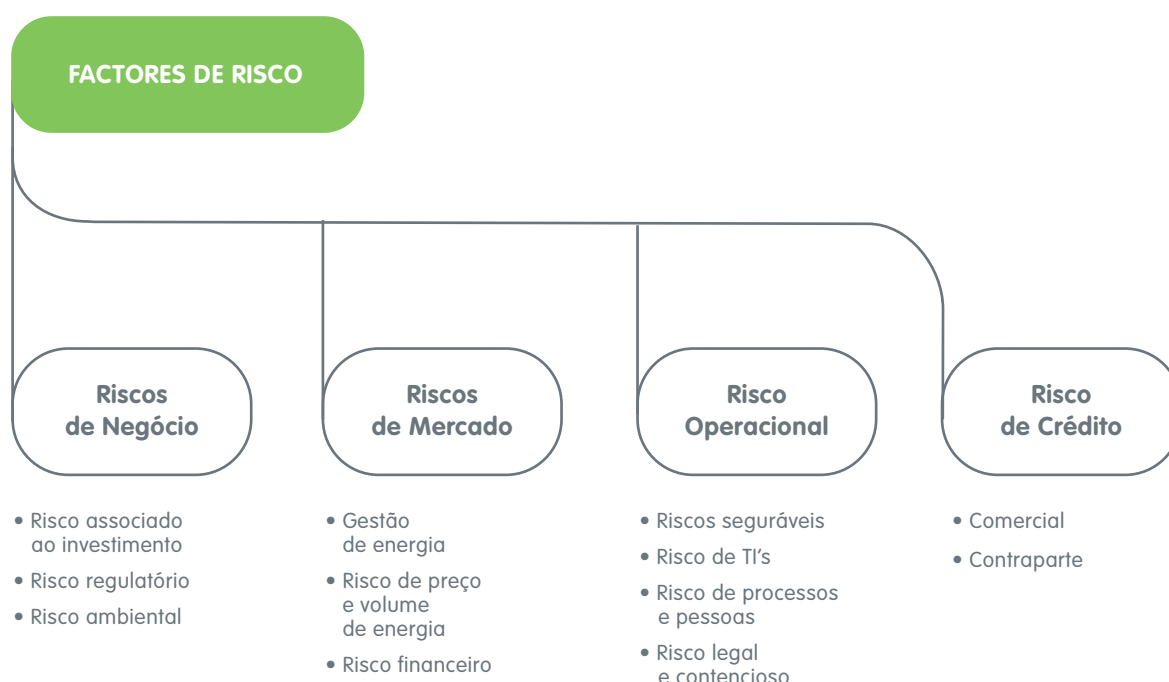 FACTORES DE RISCO
Riscos
de Negócio
• Risco associado
ao investimento
• Risco regulatório
• Risco ambiental
Riscos
de Mercado
• Gestão
de energia
• Risco de preço
e volume
de energia
• Risco financeiro
Risco
Operacional
• Riscos seguráveis
• Risco de TI's
• Risco de processos
e pessoas
• Risco legal
e contencioso
Risco
de Crédito
• Comercial
• Contraparte